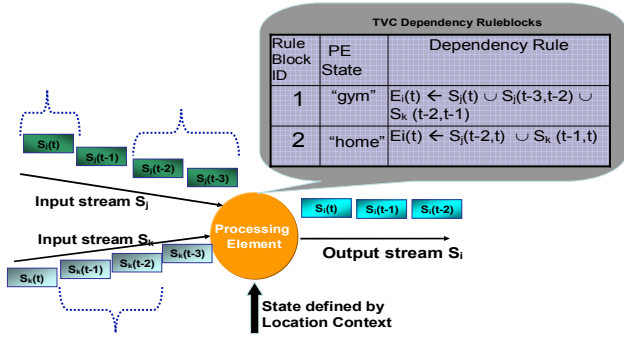 TVC Dependency Ruleblocks
Rule Block ID
PE State
Dependency Rule
1
"gym"
Ei(t) ← Sj(t) ∪ Sj(t-3,t-2) ∪
Sk (t-2,t-1)
2
"home"
Ei(t) ← Sj(t-2,t) ∪ Sk (t-1,t)
Sj(t)
Sj(t-1)
Sj(t-2)
Sj(t-3)
Input stream Sj
Input stream Sk
Sk(t)
Sk(t-1)
Sk(t-2)
Sk(t-3)
Processing
Element
Si(t)
Si(t-1)
Si(t-2)
Output stream Si
State defined by
Location Context